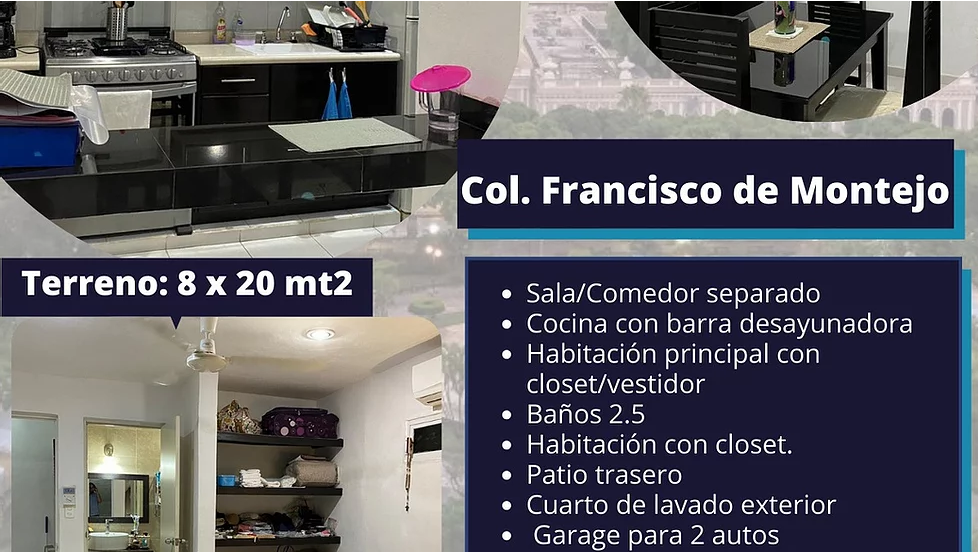 Col. Francisco de Montejo
Terreno: 8 x 20 mt2
• Sala/Comedor separado
• Cocina con barra desayunadora
• Habitación principal con
closet/vestidor
• Baños 2.5
• Habitación con closet.
• Patio trasero
• Cuarto de lavado exterior
• Garage para 2 autos